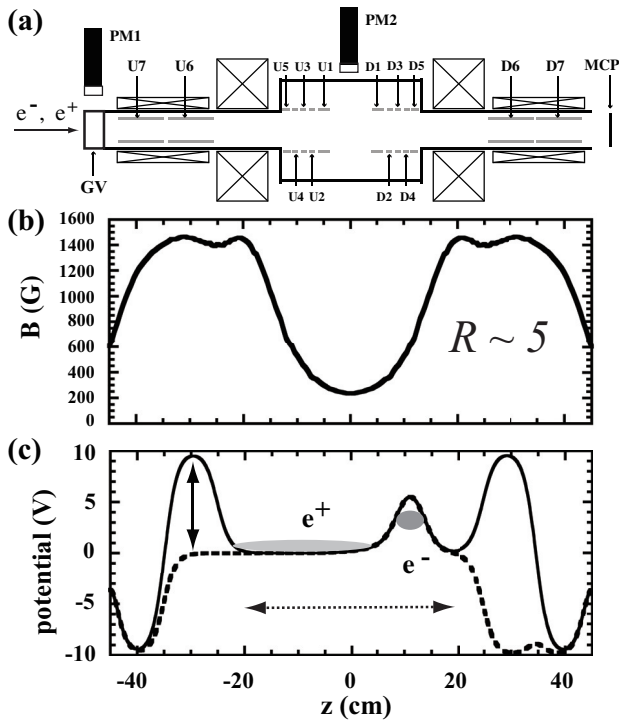 (a)
PM2
PM1
U7 U6 U5 U3 U1 D1 D3 D5 D6 D7 MCP
e⁻, e⁺
GV
U4 U2 D2 D4
(b)
1600
1400
1200
1000
800
600
400
200
0
B (G)
R ~ 5
(c)
10
5
0
-5
-10
potential (V)
e⁺
e⁻
-40 -20 0 20 40
z (cm)